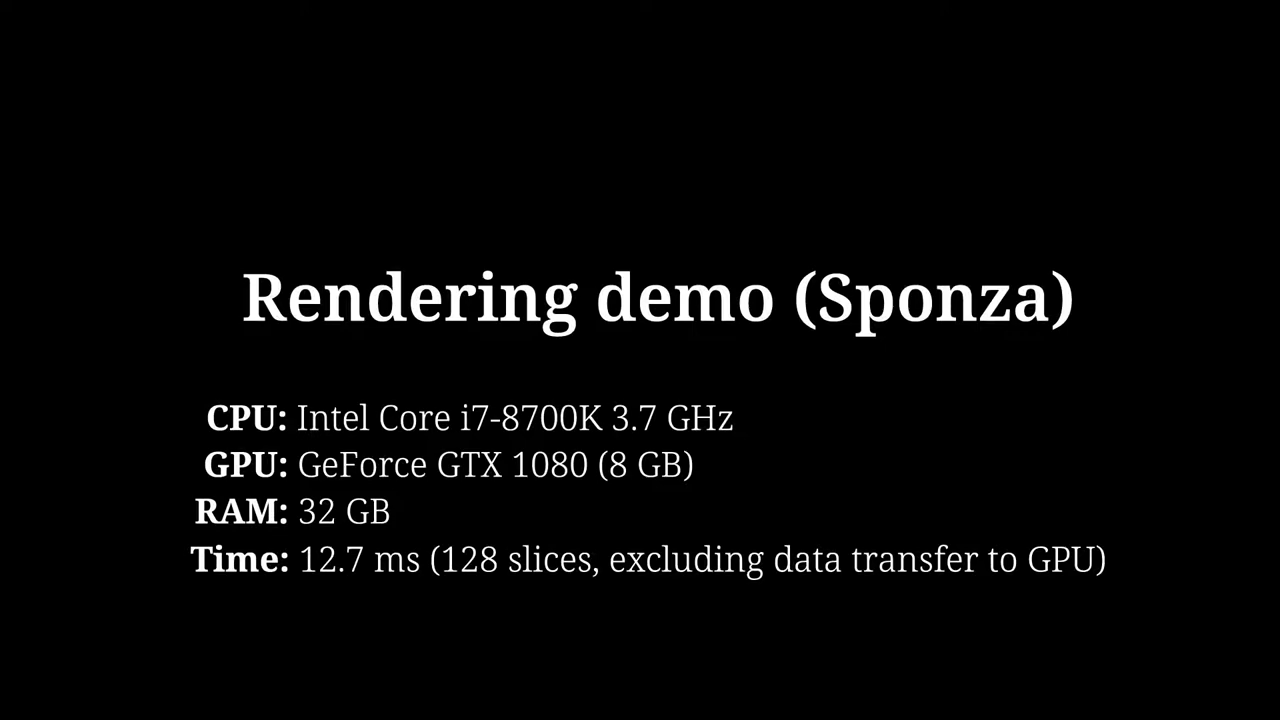 Rendering demo (Sponza)
CPU: Intel Core i7-8700K 3.7 GHz
GPU: GeForce GTX 1080 (8 GB)
RAM: 32 GB
Time: 12.7 ms (128 slices, excluding data transfer to GPU)